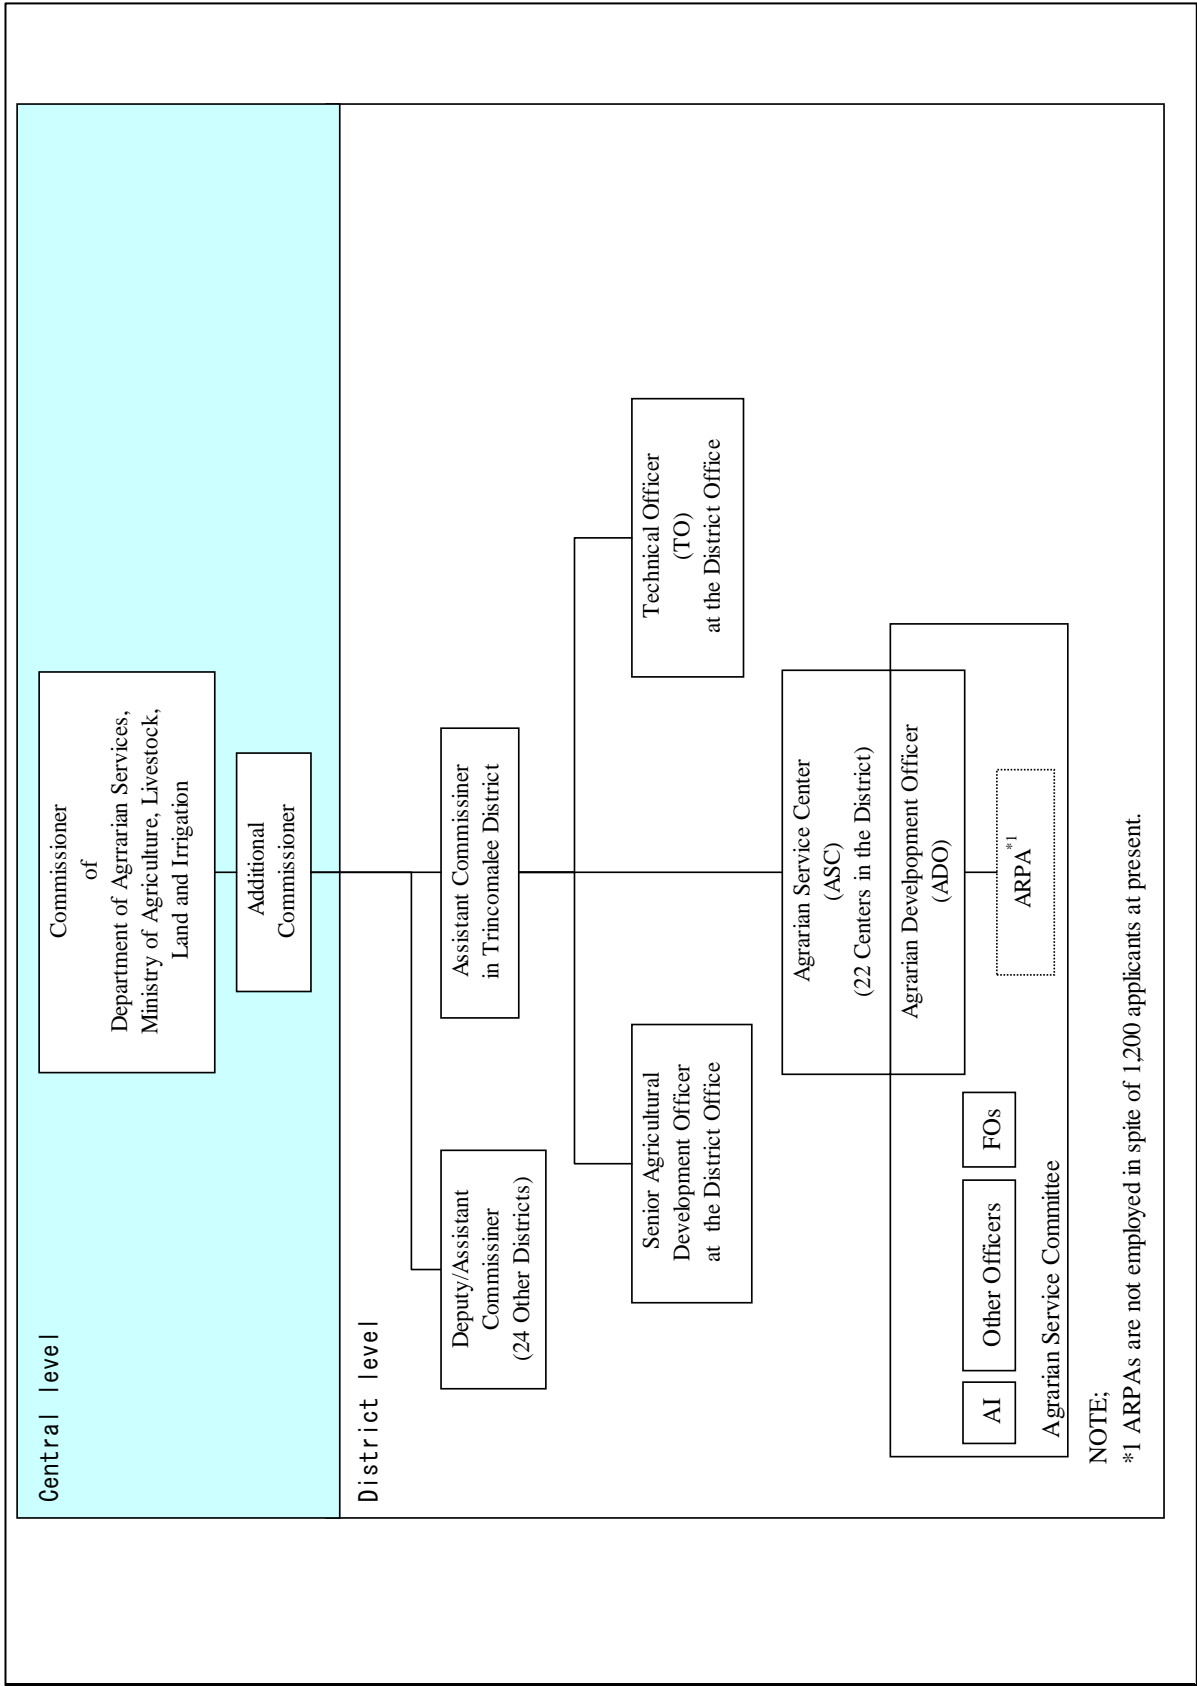 Central level
Commissioner
of
Department of Agrrarian Services,
Ministry of Agriculture, Livestock,
Land and Irrigation
Additional
Commissioner
District level
Deputy/Assistant
Commissiner
(24 Other Districts)
Assistant Commissiner
in Trincomalee District
Senior Agricultural
Development Officer
at the District Office
Technical Officer
(TO)
at the District Office
Agrarian Service Center
(ASC)
(22 Centers in the District)
Agrarian Develpopment Officer
(ADO)
AI
Other Officers
FOs
ARPA *1
Agrarian Service Committee
NOTE;
*1 ARPAs are not employed in spite of 1,200 applicants at present.